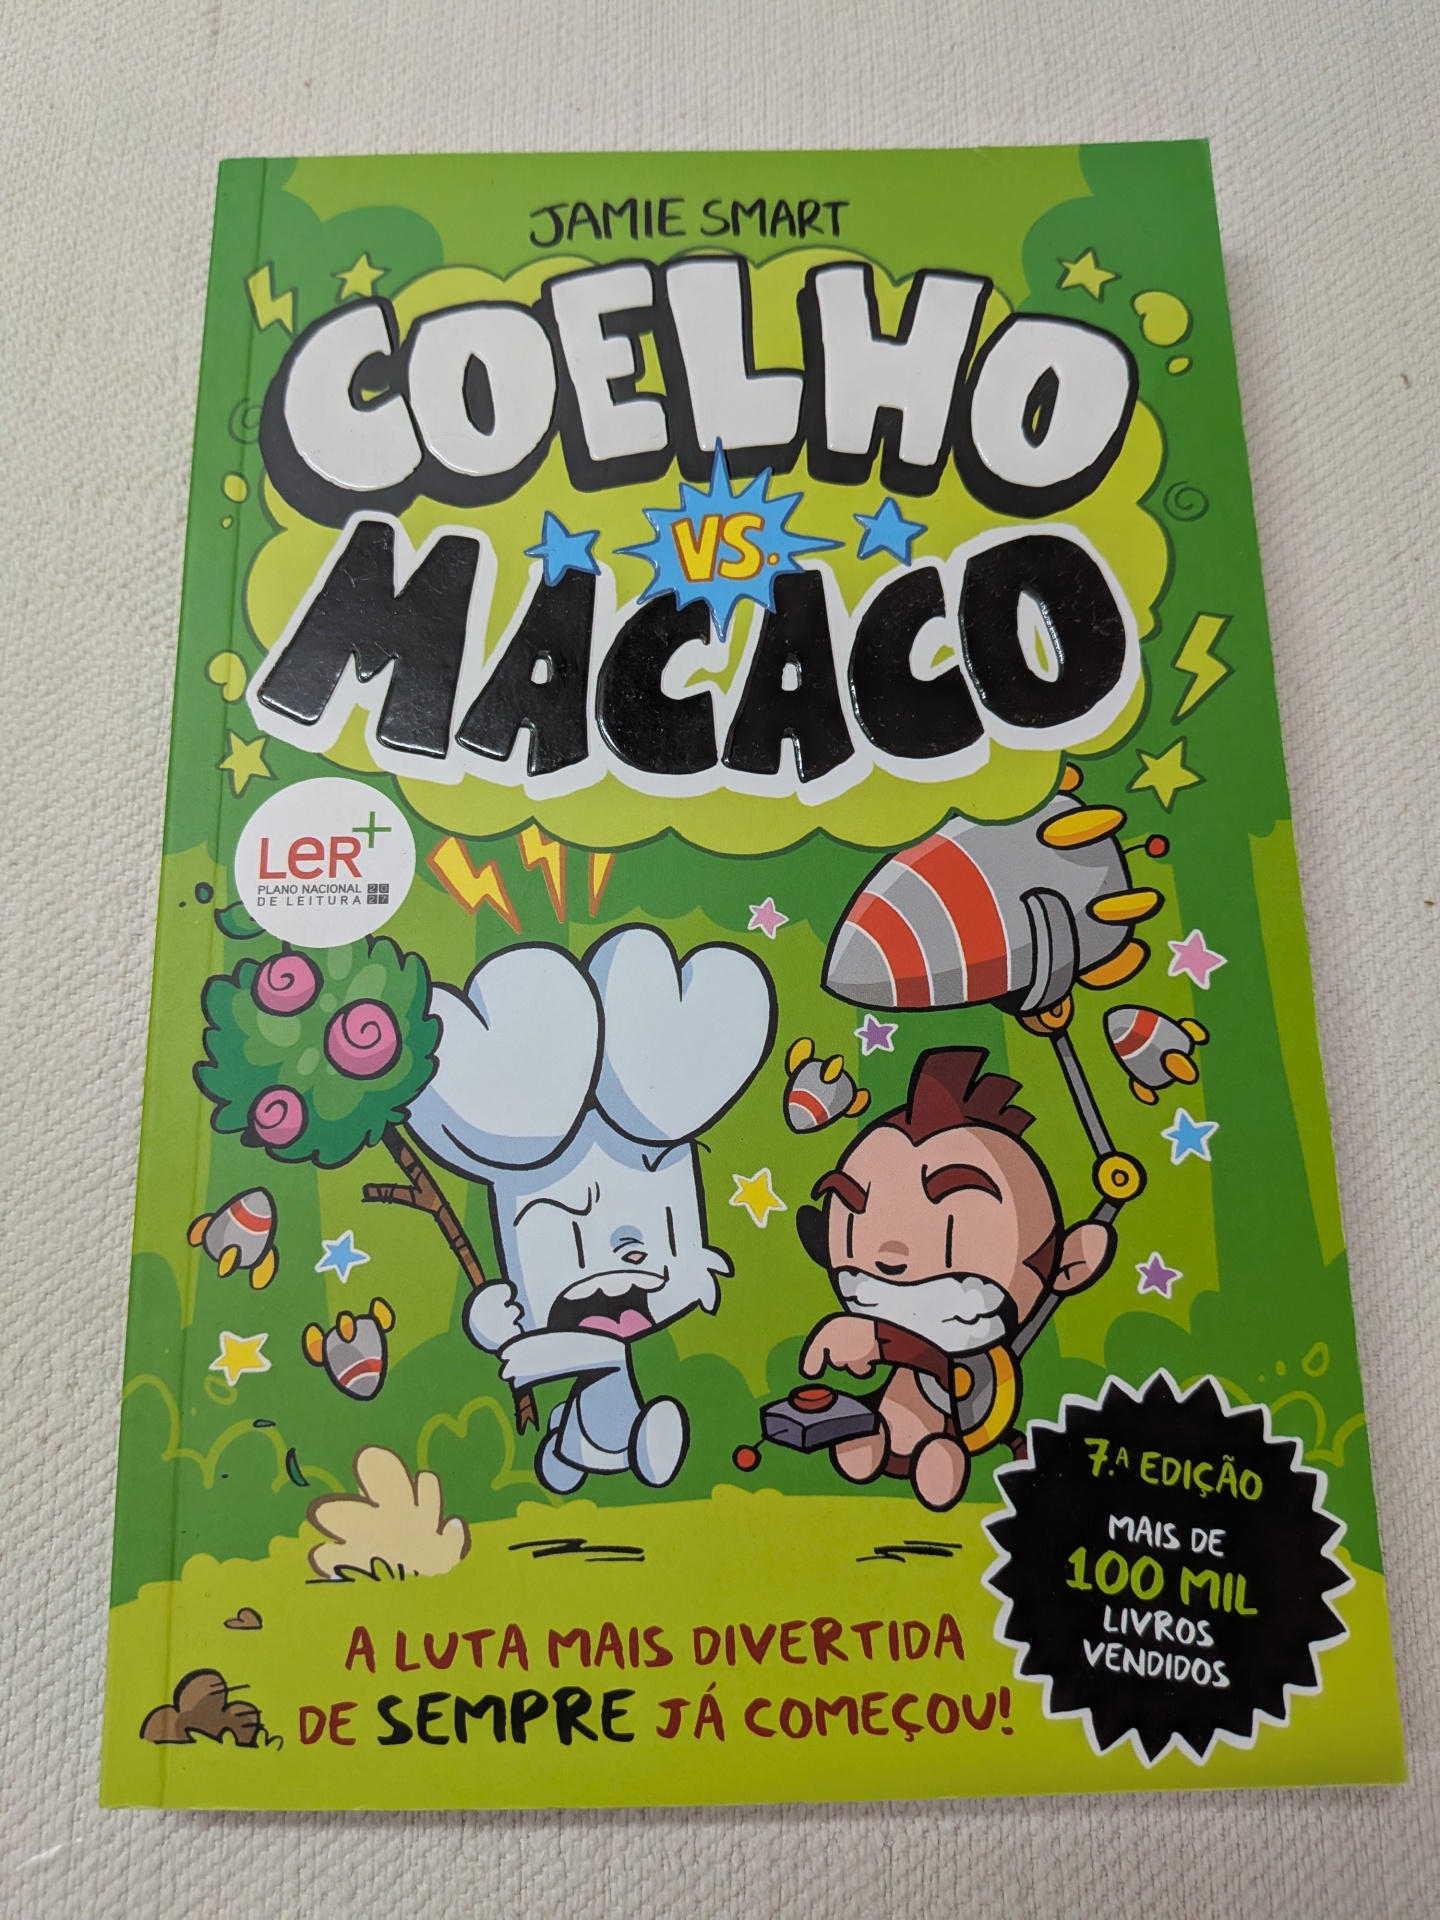 JAMIE SMART
COELHO
VS.
MACACO
LER+
PLANO NACIONAL
DE LEITURA 2027
7.ª EDIÇÃO
MAIS DE
100 MIL
LIVROS
VENDIDOS
A LUTA MAIS DIVERTIDA
DE SEMPRE JÁ COMEÇOU!